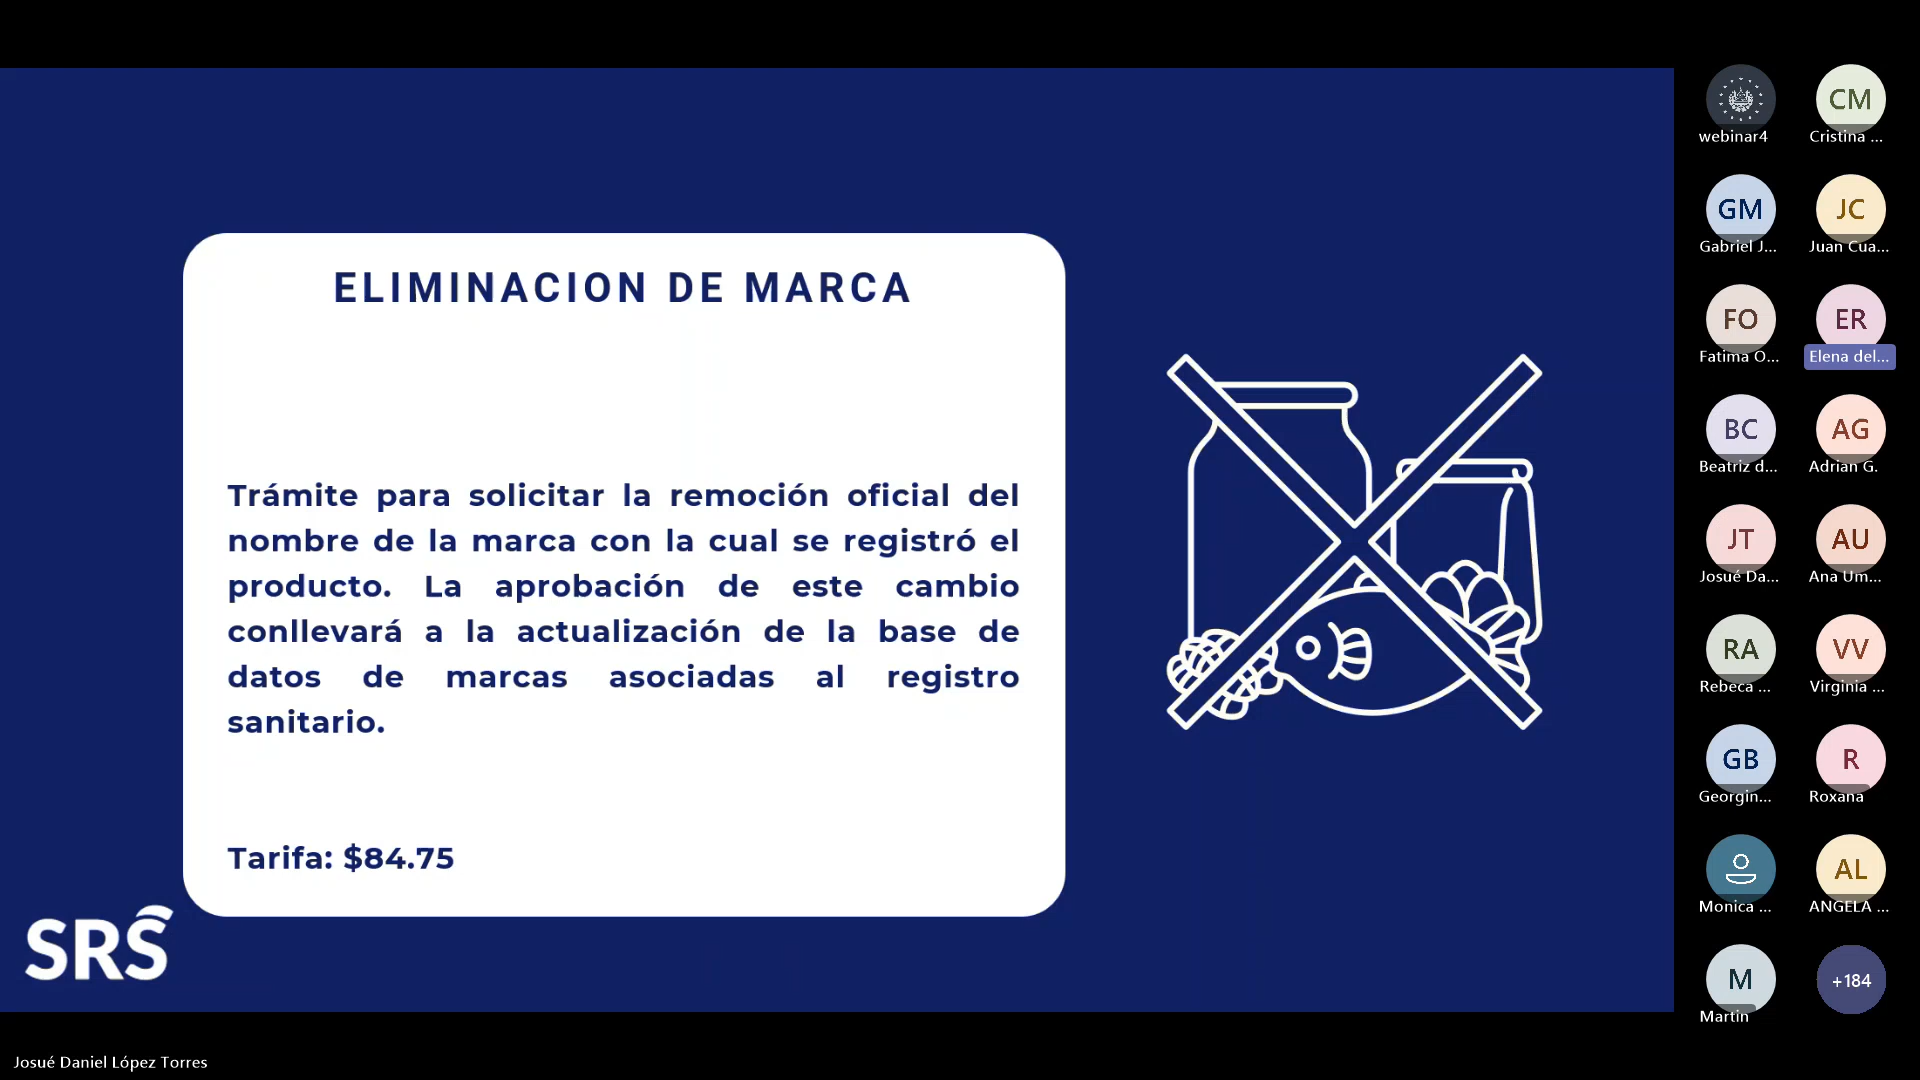 ELIMINACION DE MARCA
Trámite para solicitar la remoción oficial del
nombre de la marca con la cual se registró el
producto. La aprobación de este cambio
conllevará a la actualización de la base de
datos de marcas asociadas al registro
sanitario.
Tarifa: $84.75
SRS
Josué Daniel López Torres
webinar4
CM
Cristina ...
GM
Gabriel J...
JC
Juan Cua...
FO
Fatima O...
ER
Elena del...
BC
Beatriz d...
AG
Adrian G.
JT
Josué Da...
AU
Ana Um...
RA
Rebeca ...
VV
Virginia ...
GB
Georgin...
R
Roxana
Monica ...
AL
ANGELA ...
M
Martin
+184